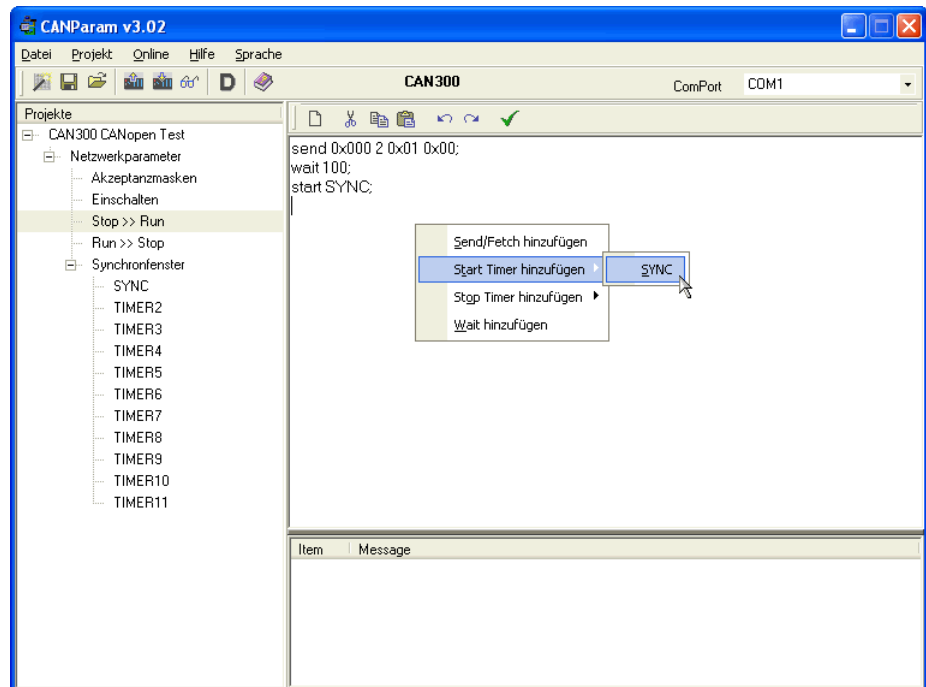 CANParam v3.02
Datei Projekt Online Hilfe Sprache
D CAN300 ComPort COM1
Projekte
CAN300 CANopen Test
Netzwerkparameter
Akzeptanzmasken
Einschalten
Stop >> Run
Run >> Stop
Synchronfenster
SYNC
TIMER2
TIMER3
TIMER4
TIMER5
TIMER6
TIMER7
TIMER8
TIMER9
TIMER10
TIMER11
send 0x000 2 0x01 0x00;
wait 100;
start SYNC;
Send/Fetch hinzufügen
Start Timer hinzufügen SYNC
Stop Timer hinzufügen
Wait hinzufügen
Item Message